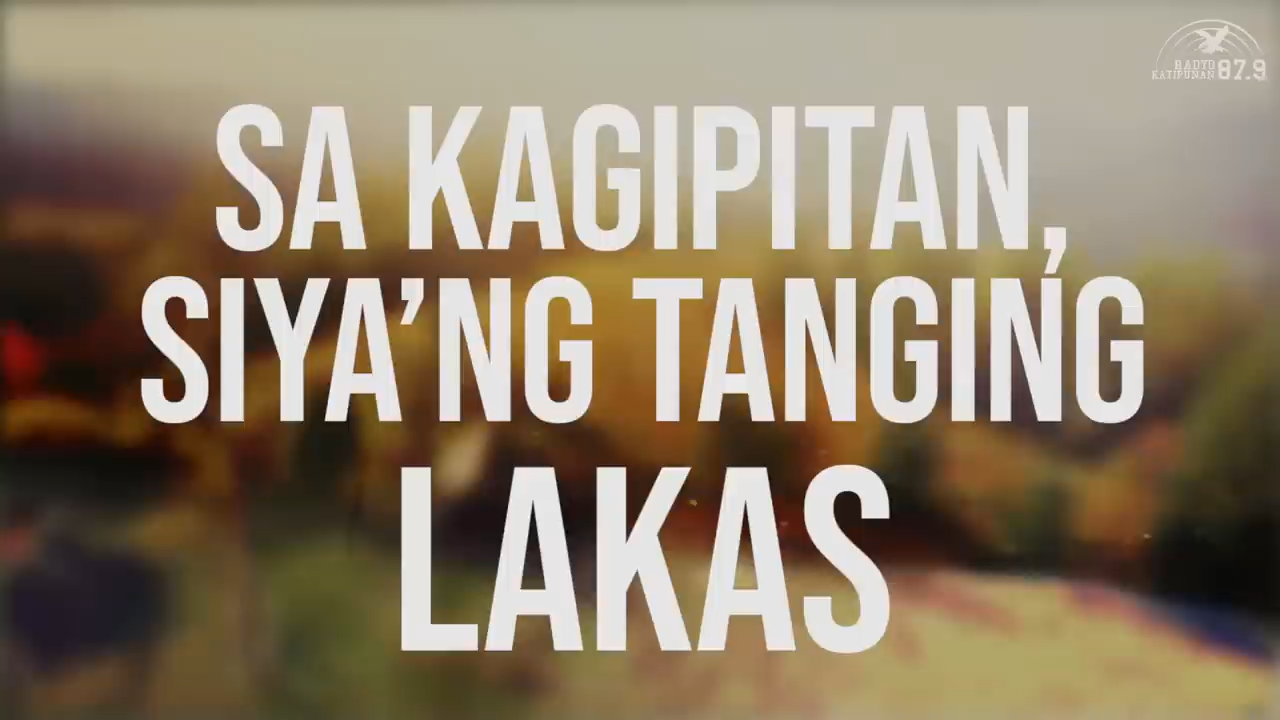 RADYO
KATIPUNAN 87.9
SA KAGIPITAN,
SIYA'NG TANGING
LAKAS